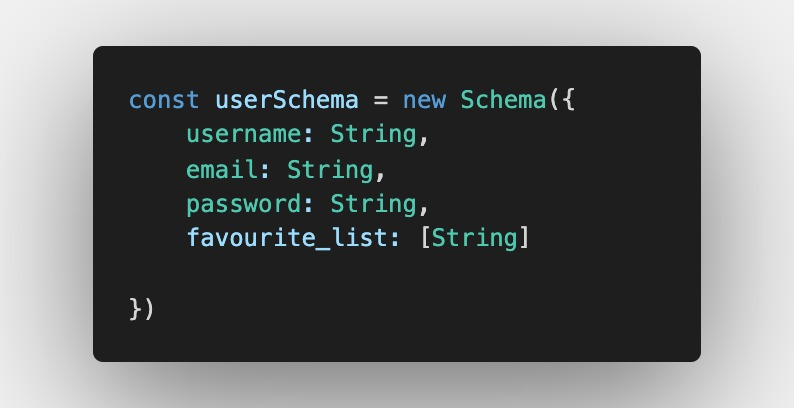 const userSchema = new Schema({
    username: String,
    email: String,
    password: String,
    favourite_list: [String]
})